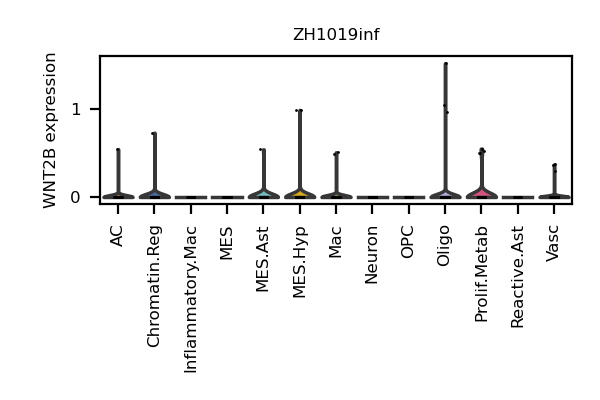 ZH1019inf
WNT2B expression
1
0
AC
Chromatin.Reg
Inflammatory.Mac
MES
MES.Ast
MES.Hyp
Mac
Neuron
OPC
Oligo
Prolif.Metab
Reactive.Ast
Vasc